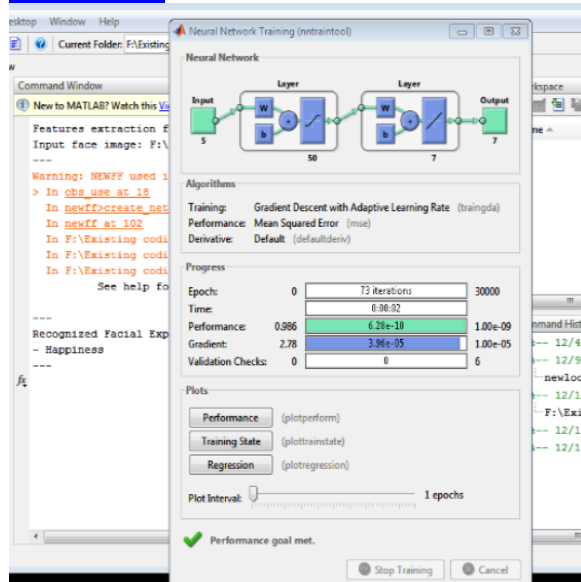 esktop Window Help
Current Folder: F:\Existing
Command Window
New to MATLAB? Watch this Vi
Features extraction f
Input face image: F:\
---
Warning: NEWFF used i
> In obs_use at 18
In newff>create_net
In newff at 102
In F:\Existing codi
In F:\Existing codi
In F:\Existing codi
See help fo
---
Recognized Facial Exp
- Happiness
---
fx
Neural Network Training (nntraintool)
Neural Network
Layer Layer
Input W b W b Output
5 50 7 7
Algorithms
Training: Gradient Descent with Adaptive Learning Rate (traingda)
Performance: Mean Squared Error (mse)
Derivative: Default (defaultderiv)
Progress
Epoch: 0 73 iterations 30000
Time: 0:00:02
Performance: 0.986 6.28e-10 1.00e-09
Gradient: 2.78 3.96e-05 1.00e-05
Validation Checks: 0 0 6
Plots
Performance (plotperform)
Training State (plottrainstate)
Regression (plotregression)
Plot Interval: 1 epochs
Performance goal met.
Stop Training Cancel
kspace
me
mmand Hist
-- 12/4
-- 12/9
newloc
-- 12/1
F:\Exi
-- 12/1
-- 12/1